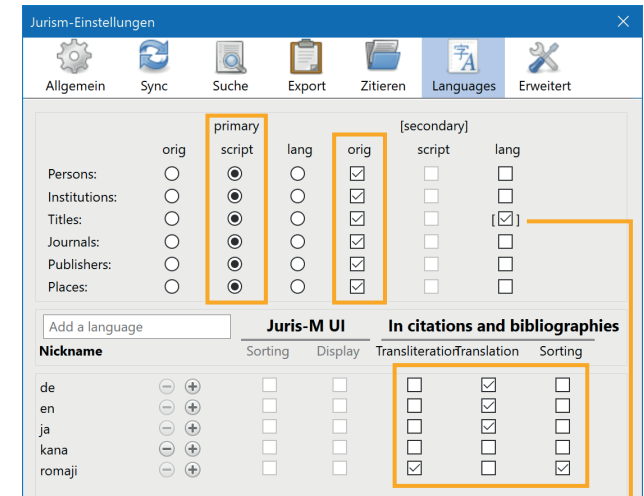 Jurism-Einstellungen
Allgemein Sync Suche Export Zitieren 字A Languages Erweitert
primary [secondary]
orig script lang orig script lang
Persons:
Institutions:
Titles: [ ]
Journals:
Publishers:
Places:
Add a language Juris-M UI In citations and bibliographies
Nickname Sorting Display Transliteration Translation Sorting
de
en
ja
kana
romaji